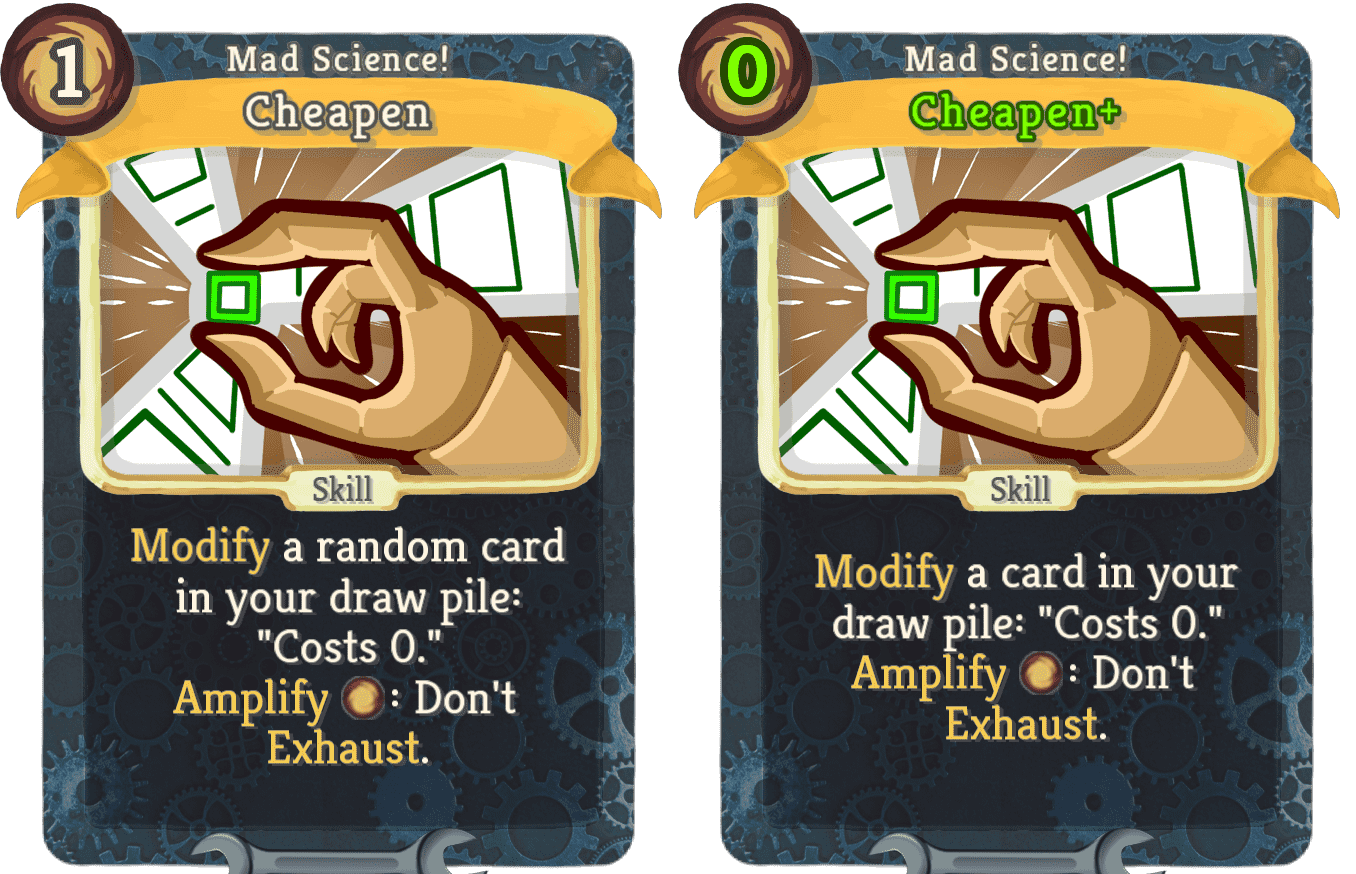 1
Mad Science!
Cheapen
Skill
Modify a random card
in your draw pile:
"Costs 0."
Amplify : Don't
Exhaust.
0
Mad Science!
Cheapen+
Skill
Modify a card in your
draw pile: "Costs 0."
Amplify : Don't
Exhaust.